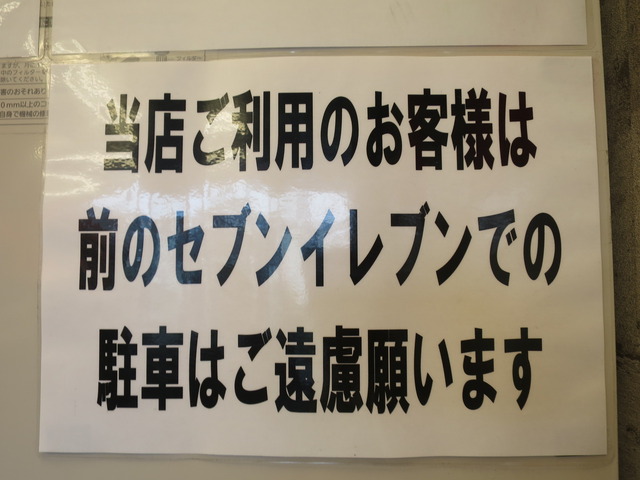 当店ご利用のお客様は
前のセブンイレブンでの
駐車はご遠慮願います